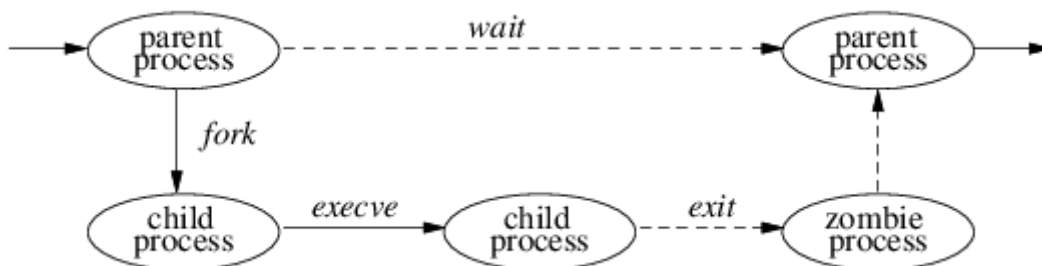 parent
process
wait
parent
process
fork
child
process
execve
child
process
exit
zombie
process